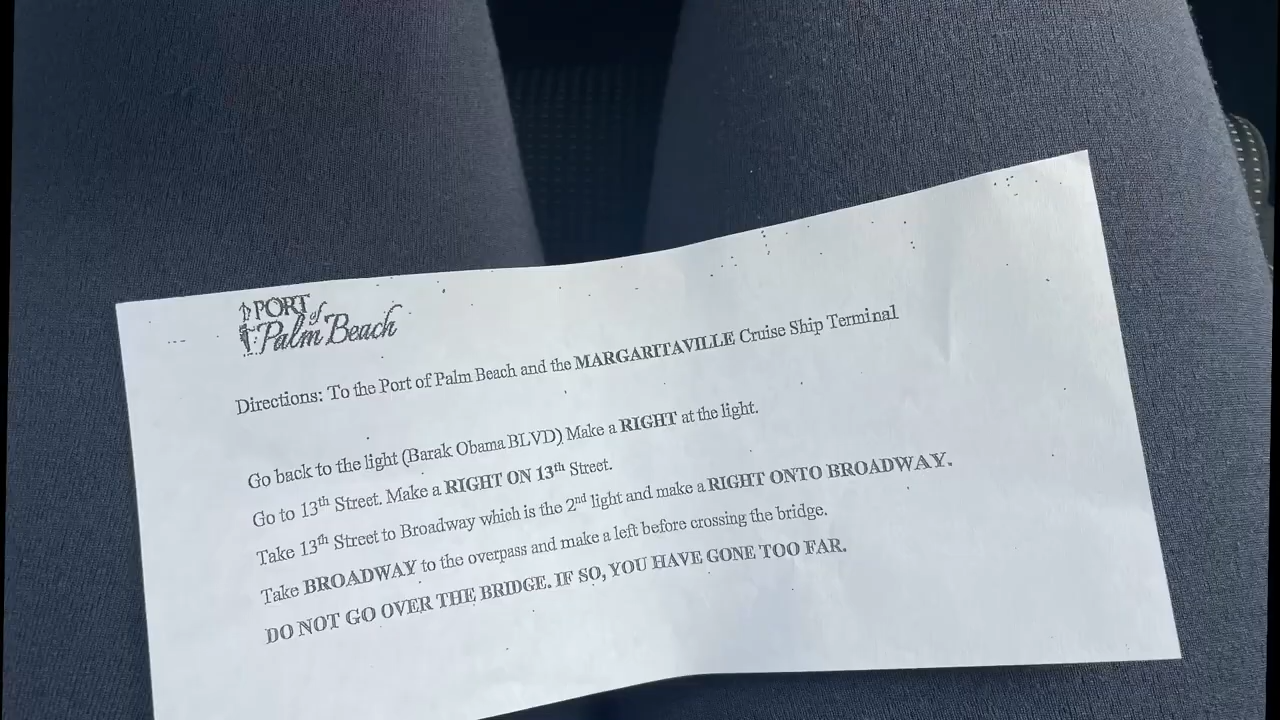 PORT of
Palm Beach
Directions: To the Port of Palm Beach and the MARGARITAVILLE Cruise Ship Terminal
Go back to the light (Barak Obama BLVD) Make a RIGHT at the light.
Go to 13th Street. Make a RIGHT ON 13th Street.
Take 13th Street to Broadway which is the 2nd light and make a RIGHT ONTO BROADWAY.
Take BROADWAY to the overpass and make a left before crossing the bridge.
DO NOT GO OVER THE BRIDGE. IF SO, YOU HAVE GONE TOO FAR.